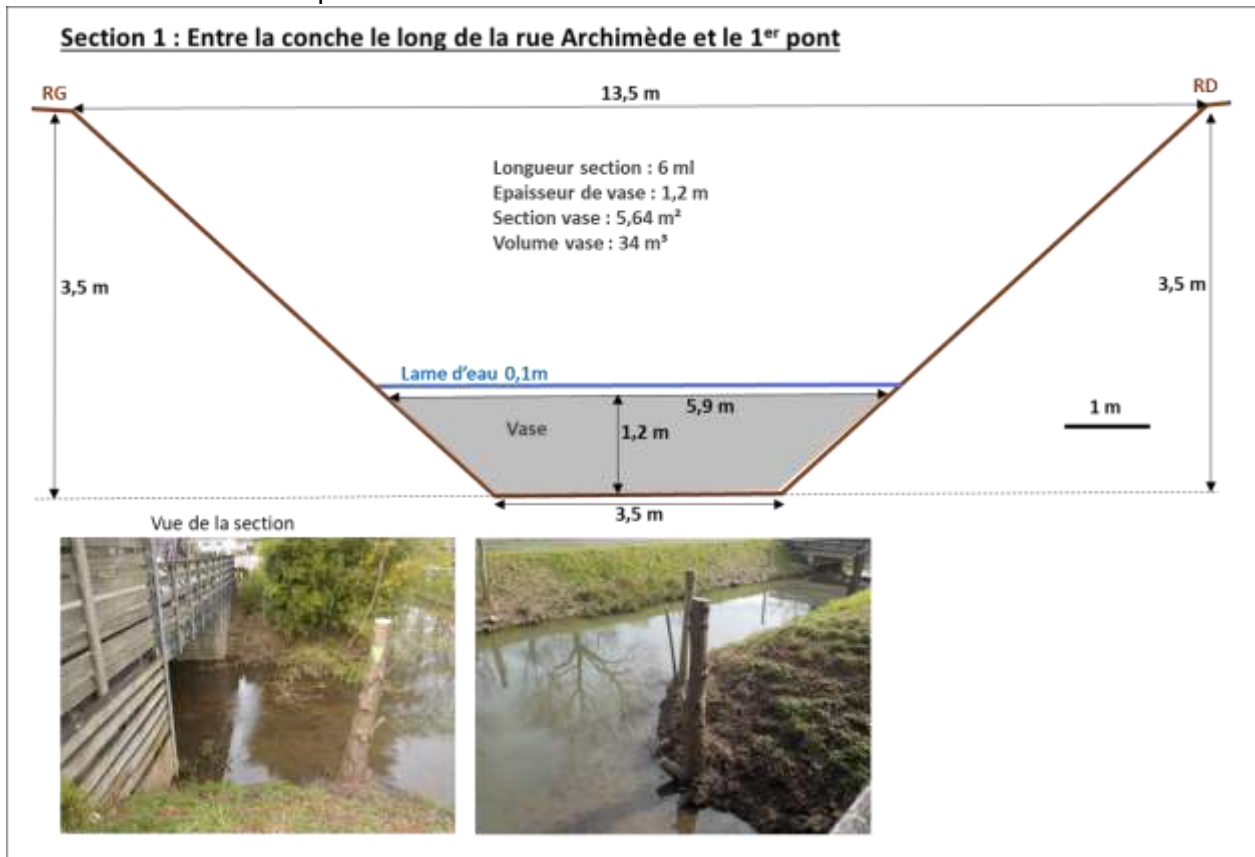 Section 1 : Entre la conche le long de la rue Archimède et le 1er pont
RG
13,5 m
RD
Longueur section : 6 ml
Epaisseur de vase : 1,2 m
Section vase : 5,64 m²
Volume vase : 34 m³
3,5 m
3,5 m
Lame d'eau 0,1m
5,9 m
1 m
Vase
1,2 m
3,5 m
Vue de la section